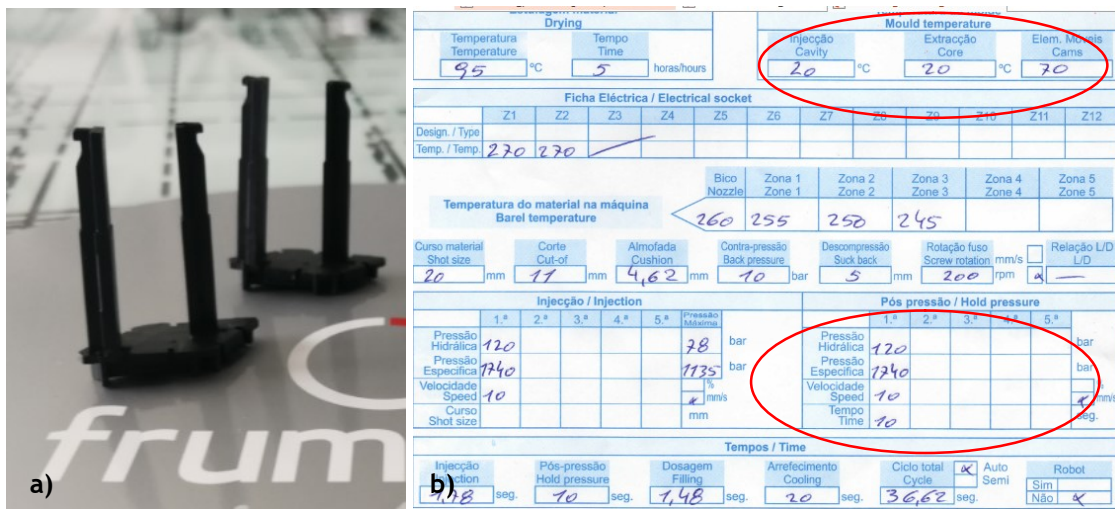 a)
frum
b)
Drying
Mould temperature
Temperatura Tempo Injecção Extracção Elem. Móveis
Temperature Time Cavity Core Cams
95 ºC 5 horas/hours 20 ºC 20 ºC 70
Ficha Eléctrica / Electrical socket
Z1 Z2 Z3 Z4 Z5 Z6 Z7 Z8 Z9 Z10 Z11 Z12
Design. / Type
Temp. / Temp. 270 270
Bico Zona 1 Zona 2 Zona 3 Zona 4 Zona 5
Nozzle Zone 1 Zone 2 Zone 3 Zone 4 Zone 5
Temperatura do material na máquina
Barel temperature
260 255 250 245
Curso material Corte Almofada Contra-pressão Descompressão Rotação fuso Relação L/D
Shot size Cut-of Cushion Back pressure Suck back Screw rotation mm/s L/D
20 mm 11 mm 4,62 mm 10 bar 5 mm 200 rpm x —
Injecção / Injection Pós pressão / Hold pressure
1.ª 2.ª 3.ª 4.ª 5.ª Pressão Máxima 1.ª 2.ª 3.ª 4.ª 5.ª
Pressão Hidrálica 120 78 bar Pressão Hidrálica 120 bar
Pressão Especifica 1740 1135 bar Pressão Especifica 1740 bar
Velocidade Speed 10 % x mm/s Velocidade Speed 10 % x mm/s
Curso Shot size mm Tempo Time 10 seg.
Tempos / Time
Injecção Pós-pressão Dosagem Arrefecimento Ciclo total x Auto Robot
Hold pressure Filling Cooling Cycle Semi Sim
1,78 seg. 10 seg. 1,48 seg. 20 seg. 36,62 seg. Não x